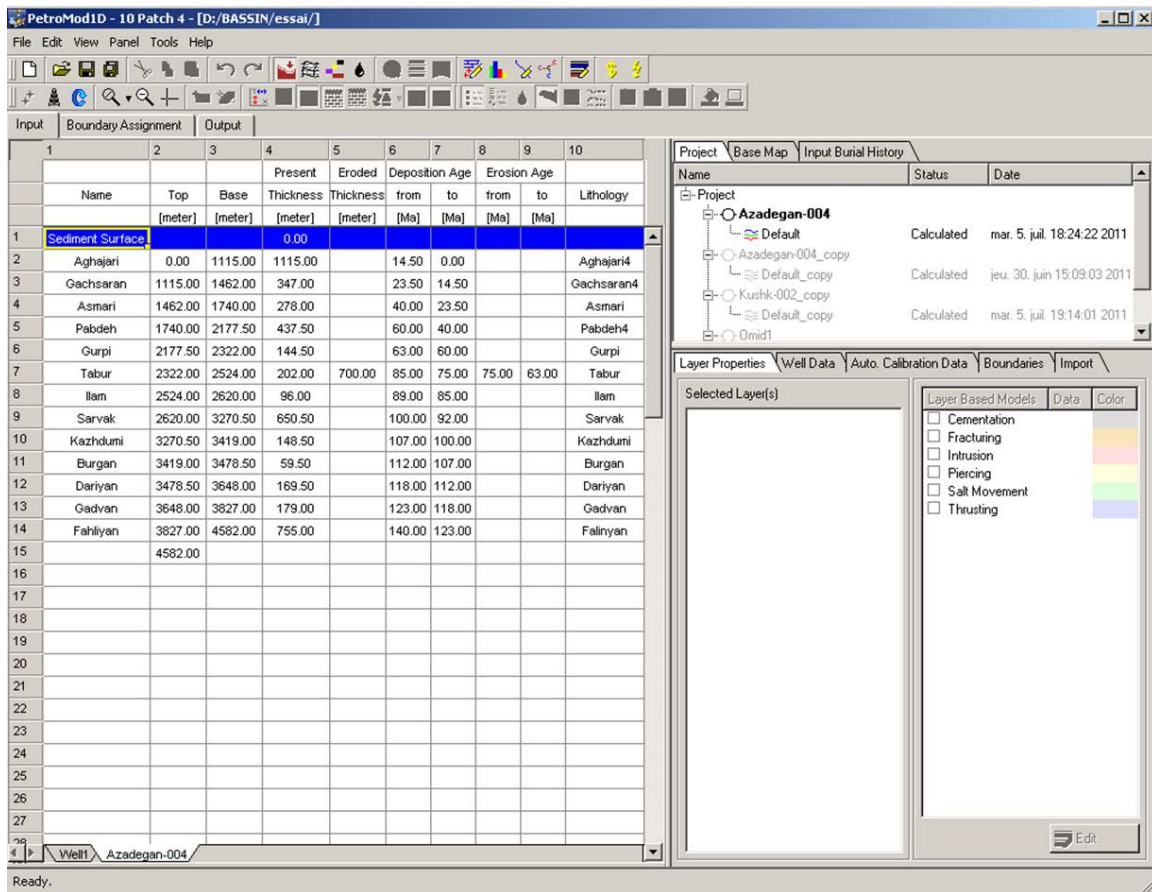 PetroMod1D - 10 Patch 4 - [D:/BASSIN/essai/]
File Edit View Panel Tools Help
Input Boundary Assignment Output
1 2 3 4 5 6 7 8 9 10
Present Eroded Deposition Age Erosion Age
Name Top Base Thickness Thickness from to from to Lithology
[meter] [meter] [meter] [meter] [Ma] [Ma] [Ma] [Ma]
1 Sediment Surface 0.00
2 Aghajari 0.00 1115.00 1115.00 14.50 0.00 Aghajari4
3 Gachsaran 1115.00 1462.00 347.00 23.50 14.50 Gachsaran4
4 Asmari 1462.00 1740.00 278.00 40.00 23.50 Asmari
5 Pabdeh 1740.00 2177.50 437.50 60.00 40.00 Pabdeh4
6 Gurpi 2177.50 2322.00 144.50 63.00 60.00 Gurpi
7 Tabur 2322.00 2524.00 202.00 700.00 85.00 75.00 75.00 63.00 Tabur
8 Ilam 2524.00 2620.00 96.00 89.00 85.00 Ilam
9 Sarvak 2620.00 3270.50 650.50 100.00 92.00 Sarvak
10 Kazhdumi 3270.50 3419.00 148.50 107.00 100.00 Kazhdumi
11 Burgan 3419.00 3478.50 59.50 112.00 107.00 Burgan
12 Dariyan 3478.50 3648.00 169.50 118.00 112.00 Dariyan
13 Gadvan 3648.00 3827.00 179.00 123.00 118.00 Gadvan
14 Fahliyan 3827.00 4582.00 755.00 140.00 123.00 Falinyan
15 4582.00
16
17
18
19
20
21
22
23
24
25
26
27
28
Well1 Azadegan-004
Ready.
Project Base Map Input Burial History
Name Status Date
Project
Azadegan-004
Default Calculated mar. 5. juil. 18:24:22 2011
Azadegan-004_copy
Default_copy Calculated jeu. 30. juin 15:09:03 2011
Kushk-002_copy
Default_copy Calculated mar. 5. juil. 19:14:01 2011
Omid1
Layer Properties Well Data Auto. Calibration Data Boundaries Import
Selected Layer(s)
Layer Based Models Data Color
Cementation
Fracturing
Intrusion
Piercing
Salt Movement
Thrusting
Edit